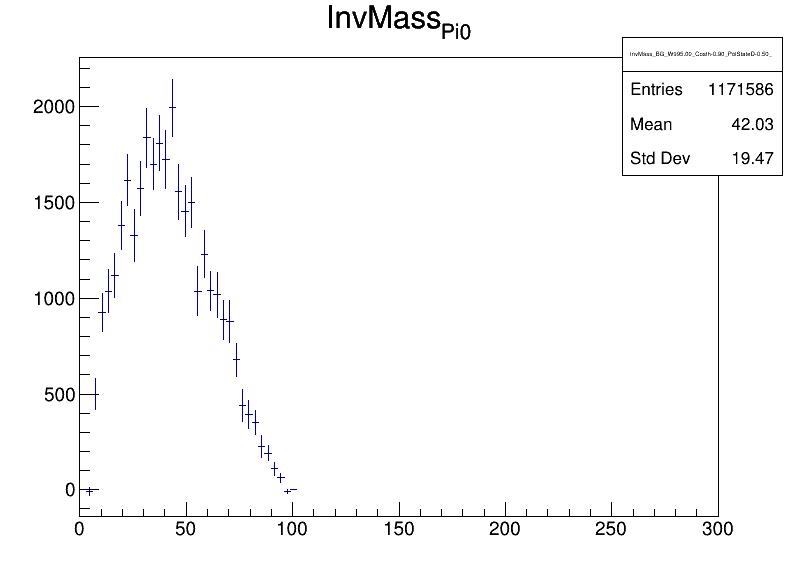 InvMass_Pi0
InvMass_BG_W995.00_Costh-0.90_PolStateD-0.50_
Entries 1171586
Mean 42.03
Std Dev 19.47
2000
1500
1000
500
0
0 50 100 150 200 250 300